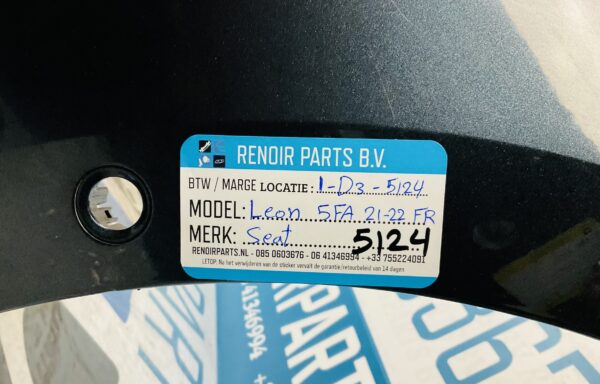 RENOIR PARTS B.V.
BTW / MARGE LOCATIE: 1-D3-5124
MODEL: Leon 5FA 21-22 FR
MERK: Seat 5124
RENOIRPARTS.NL - 085 0603676 - 06 41346994 - +33 755224091
LETOP: Na het verwijderen van de sticker vervalt de garantie/retourbeleid van 14 dagen.
41346994
PARTS